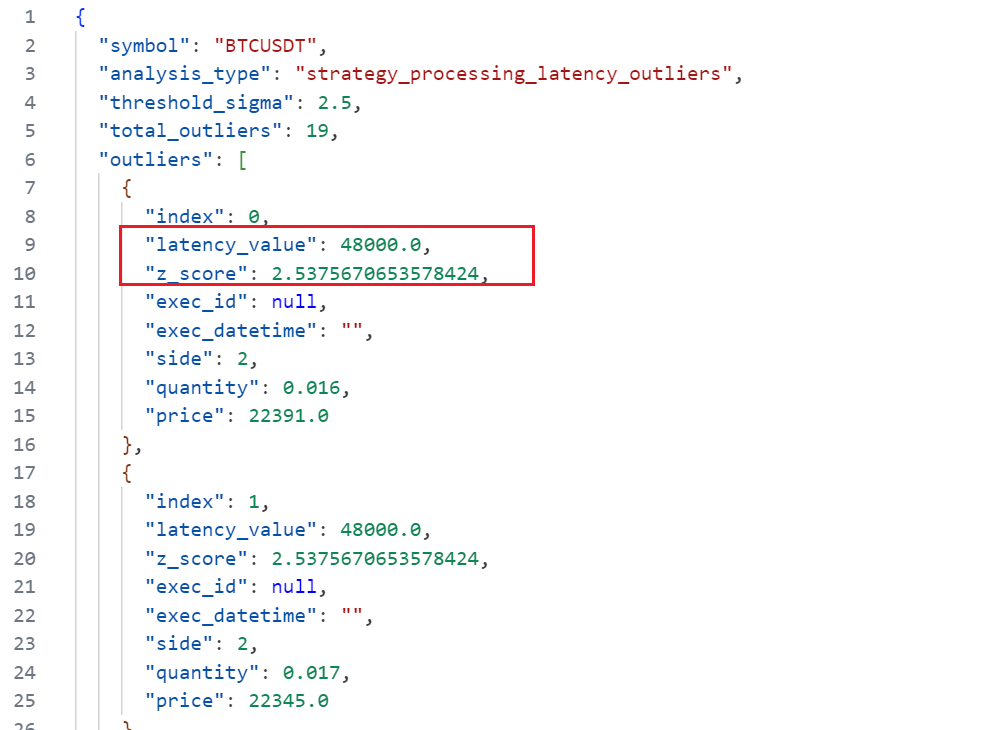 1 {
2 "symbol": "BTCUSDT",
3 "analysis_type": "strategy_processing_latency_outliers",
4 "threshold_sigma": 2.5,
5 "total_outliers": 19,
6 "outliers": [
7 {
8 "index": 0,
9 "latency_value": 48000.0,
10 "z_score": 2.5375670653578424,
11 "exec_id": null,
12 "exec_datetime": "",
13 "side": 2,
14 "quantity": 0.016,
15 "price": 22391.0
16 },
17 {
18 "index": 1,
19 "latency_value": 48000.0,
20 "z_score": 2.5375670653578424,
21 "exec_id": null,
22 "exec_datetime": "",
23 "side": 2,
24 "quantity": 0.017,
25 "price": 22345.0
26 }